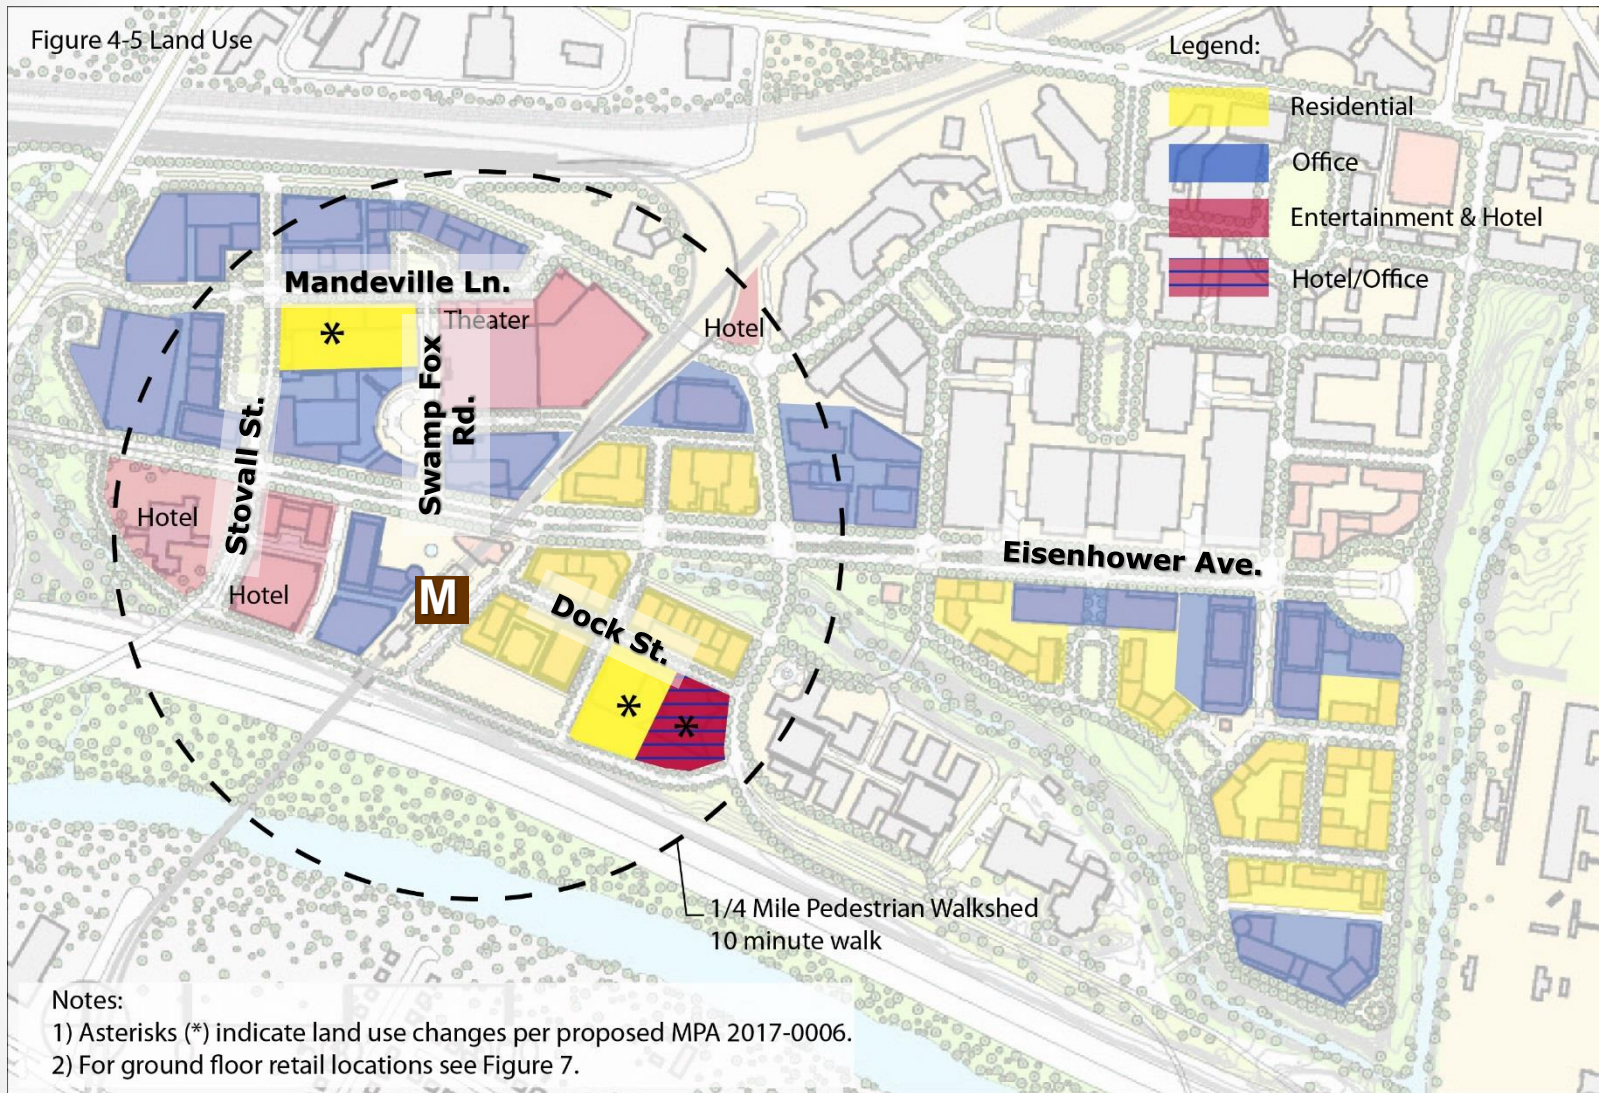 Figure 4-5 Land Use
Legend:
Residential
Office
Entertainment & Hotel
Hotel/Office
Mandeville Ln.
*
Theater
Hotel
Swamp Fox
Rd.
Stovall St.
Hotel
Hotel
M
Eisenhower Ave.
Dock St.
*
*
1/4 Mile Pedestrian Walkshed
10 minute walk
Notes:
1) Asterisks (*) indicate land use changes per proposed MPA 2017-0006.
2) For ground floor retail locations see Figure 7.